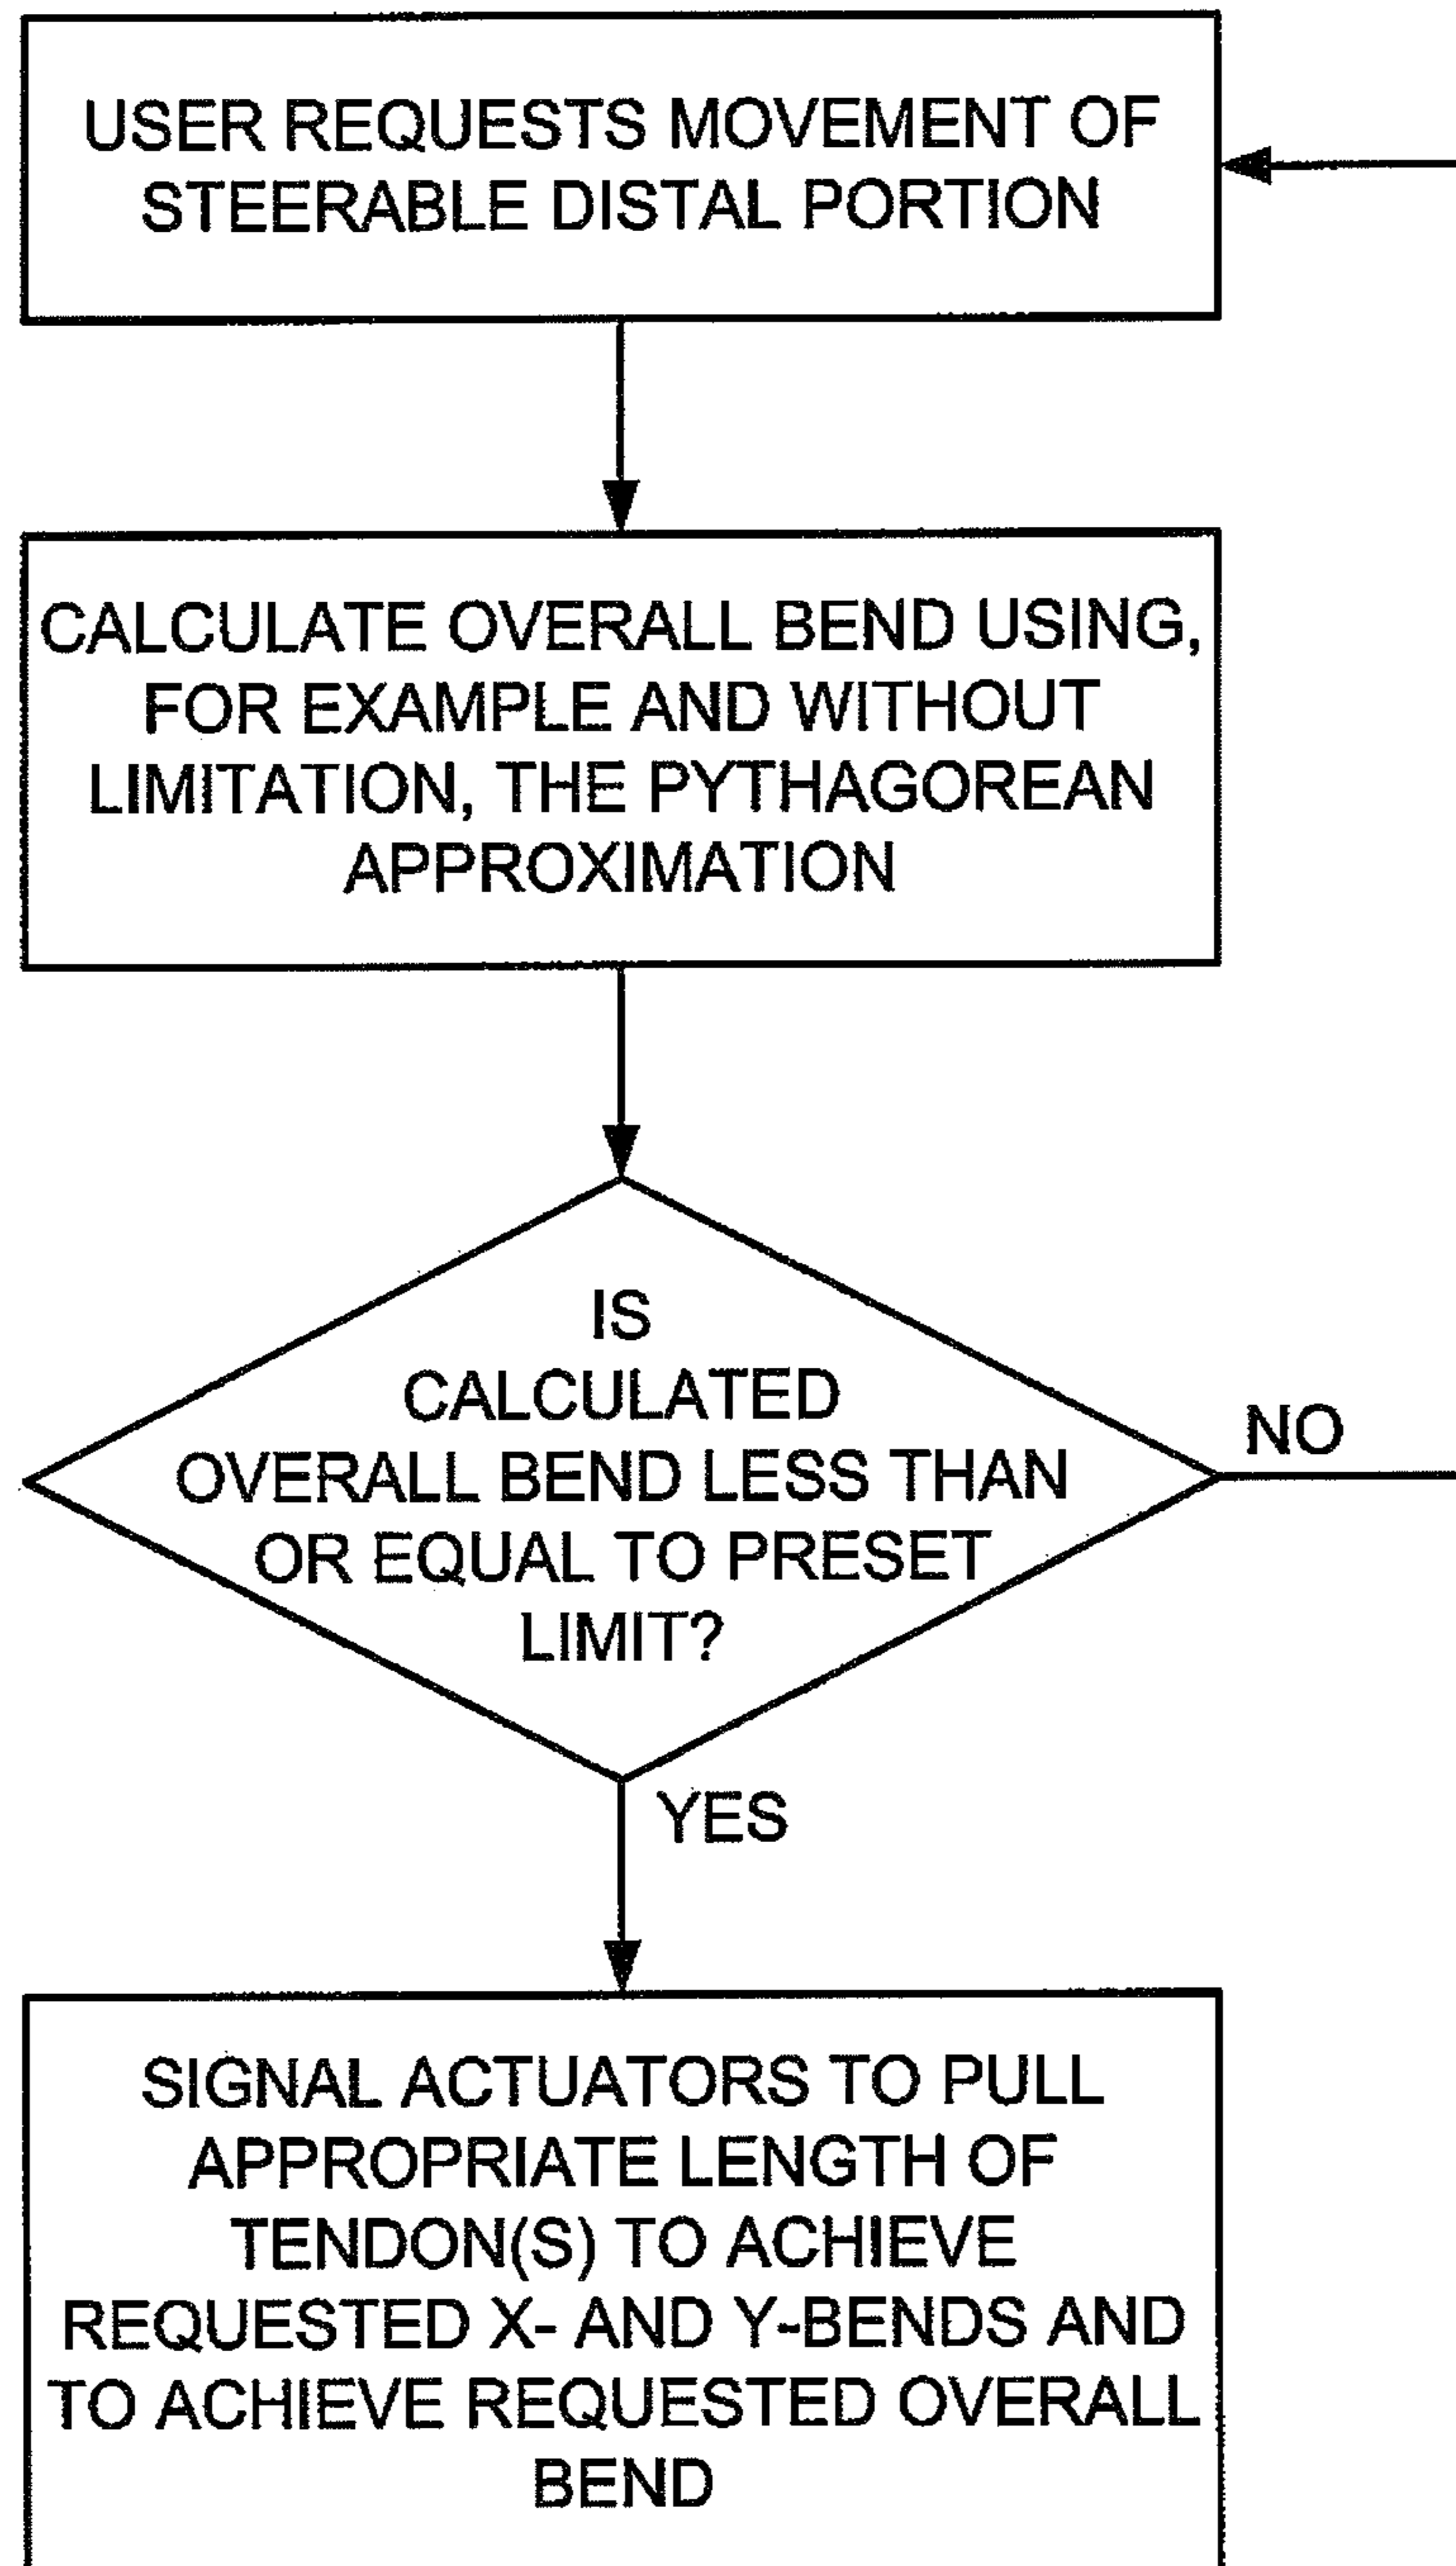 USER REQUESTS MOVEMENT OF
STEERABLE DISTAL PORTION
CALCULATE OVERALL BEND USING,
FOR EXAMPLE AND WITHOUT
LIMITATION, THE PYTHAGOREAN
APPROXIMATION
IS
CALCULATED
OVERALL BEND LESS THAN
OR EQUAL TO PRESET
LIMIT?
NO
YES
SIGNAL ACTUATORS TO PULL
APPROPRIATE LENGTH OF
TENDON(S) TO ACHIEVE
REQUESTED X- AND Y-BENDS AND
TO ACHIEVE REQUESTED OVERALL
BEND